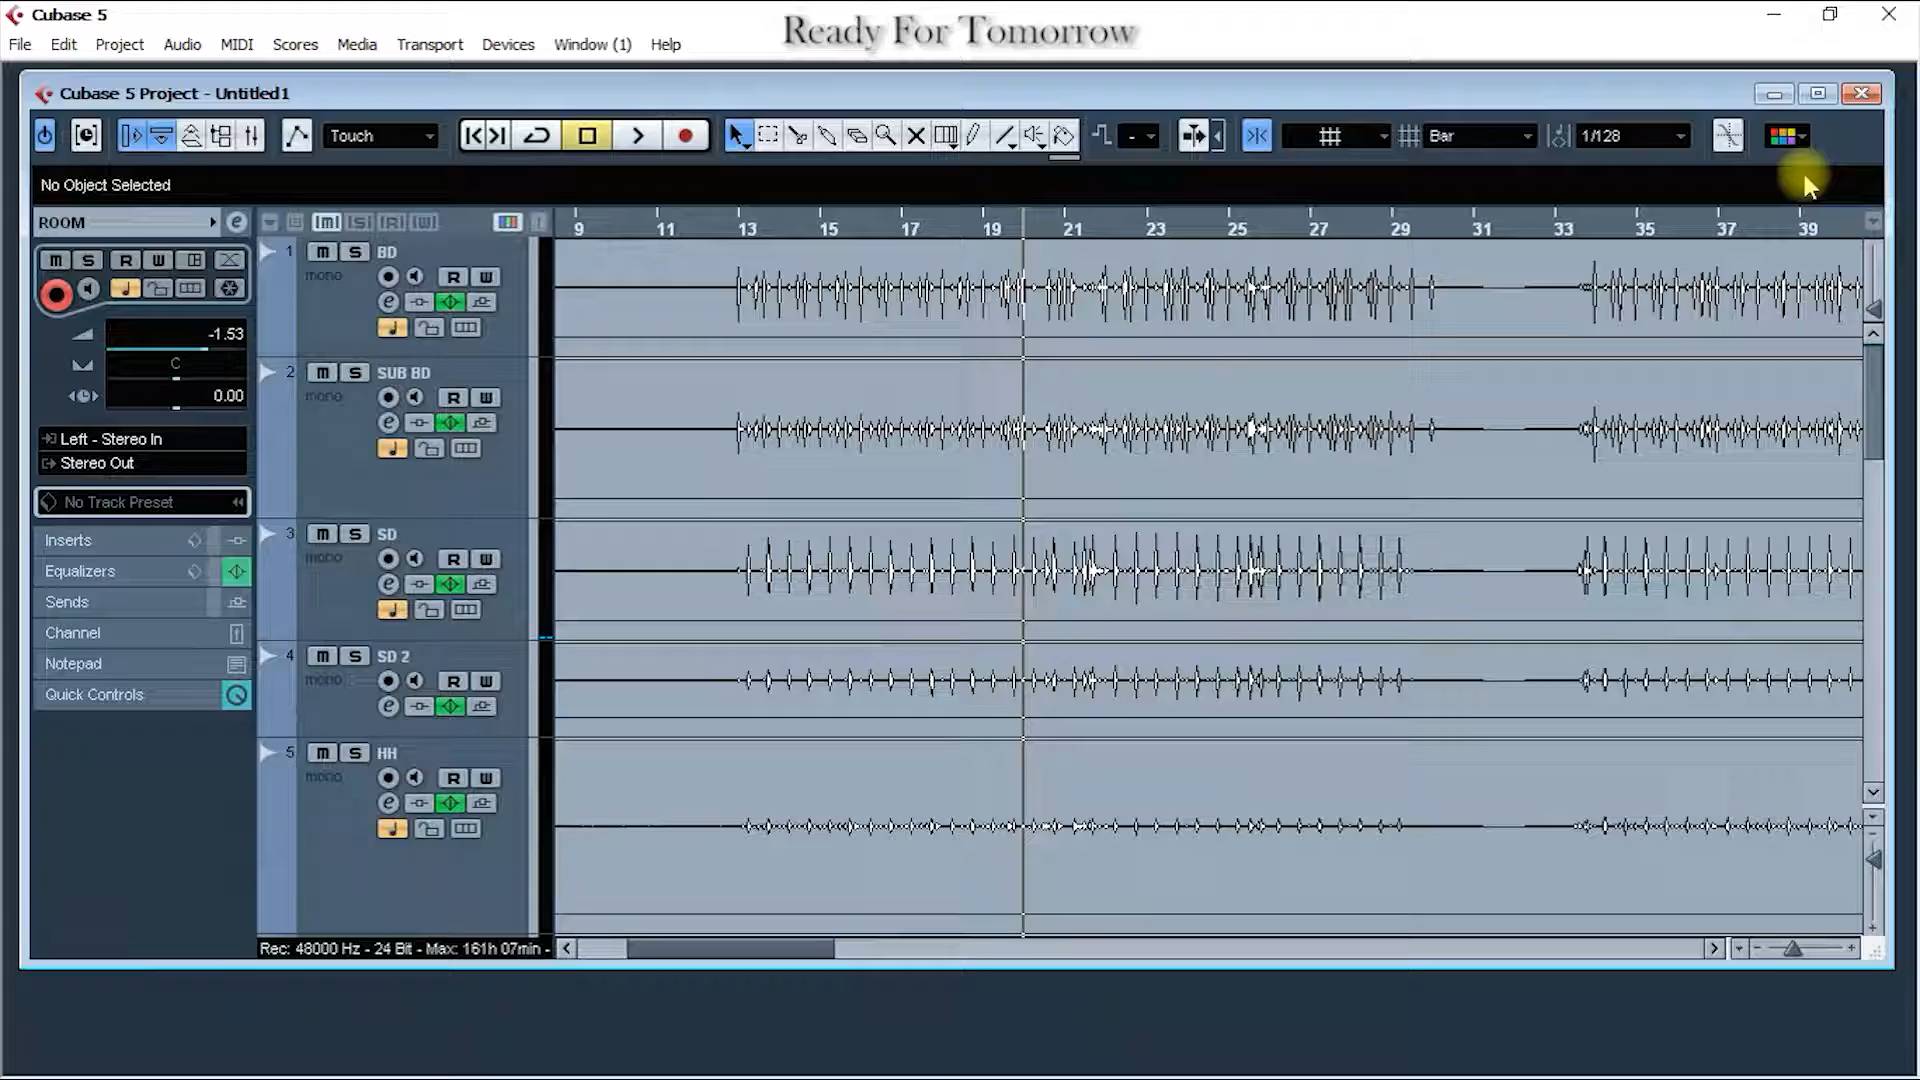 Cubase 5
Ready For Tomorrow
File Edit Project Audio MIDI Scores Media Transport Devices Window (1) Help
Cubase 5 Project - Untitled1
Touch - Bar 1/128
No Object Selected
ROOM e [m] [S] [R] [W] 9 11 13 15 17 19 21 23 25 27 29 31 33 35 37 39
m S R W
-1.53
C
0.00
Left - Stereo In
Stereo Out
No Track Preset
Inserts
Equalizers
Sends
Channel
Notepad
Quick Controls
1 m S BD
mono R W
e
2 m S SUB BD
mono R W
e
3 m S SD
mono R W
e
4 m S SD 2
mono R W
e
5 m S HH
mono R W
e
Rec: 48000 Hz - 24 Bit - Max: 161h 07min -